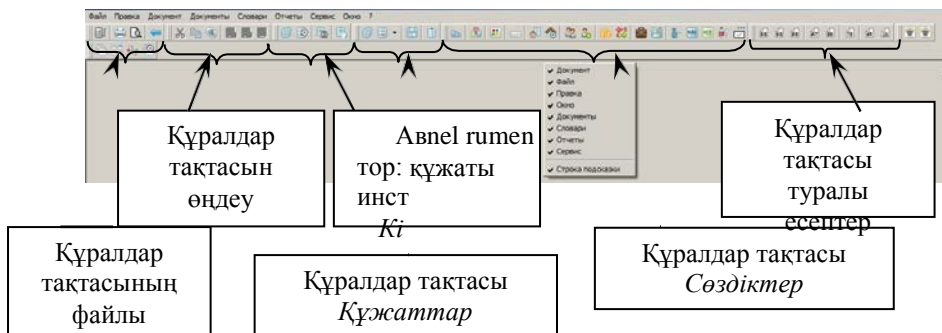 Файл Правка Документ Документы Словари Отчеты Сервис Окно ?
Документ
Файл
Правка
Окно
Документы
Словари
Отчеты
Сервис
Строка подсказки
Құралдар
тақтасын
өңдеу
Aвnel rumen
тор: құжаты
инст
Кі
Құралдар
тақтасы
туралы
есептер
Құралдар
тақтасының
файлы
Құралдар тақтасы
Құжаттар
Құралдар тақтасы
Сөздіктер